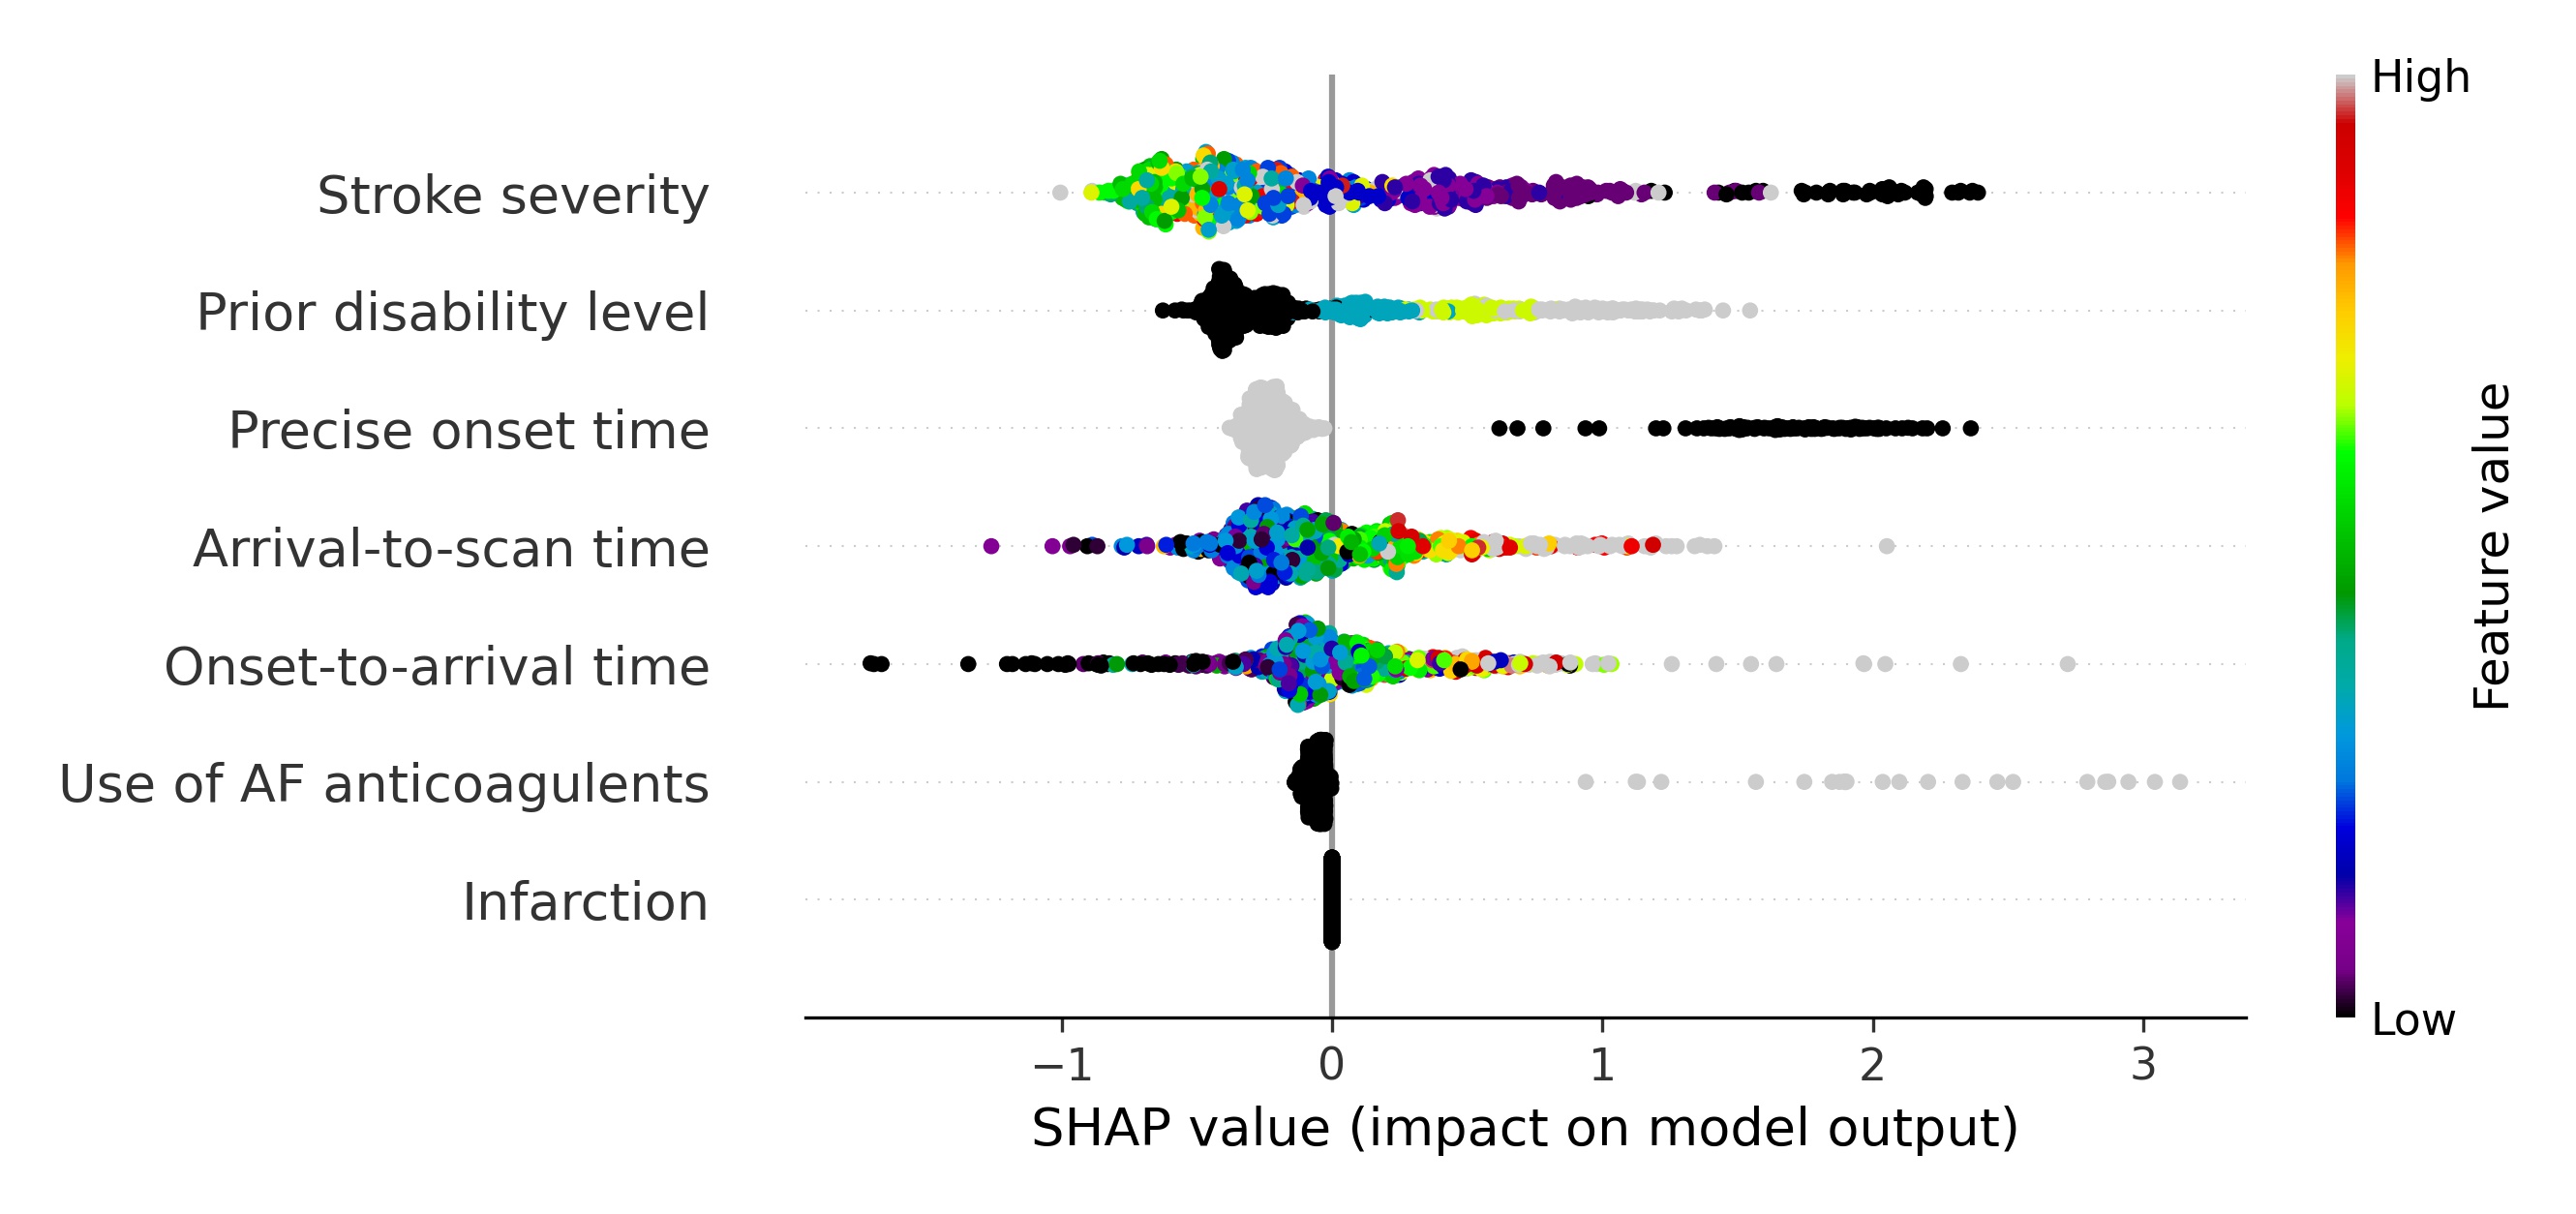 High
Stroke severity
Prior disability level
Precise onset time
Arrival-to-scan time
Onset-to-arrival time
Use of AF anticoagulents
Infarction
Feature value
Low
−1 0 1 2 3
SHAP value (impact on model output)